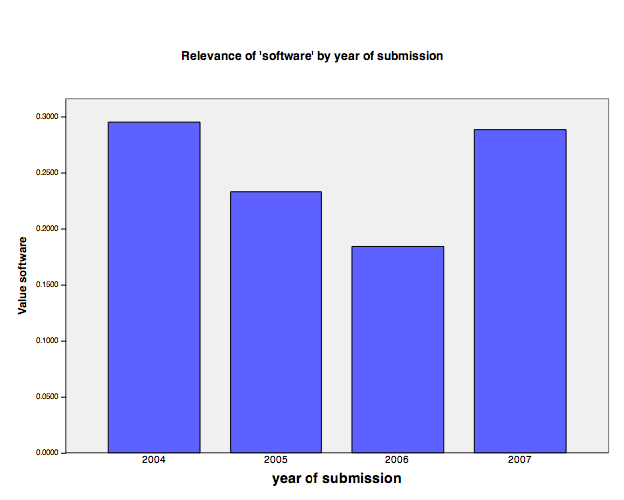 Relevance of 'software' by year of submission
0.3000
0.2500
0.2000
0.1500
0.1000
0.0500
0.0000
Value software
2004 2005 2006 2007
year of submission